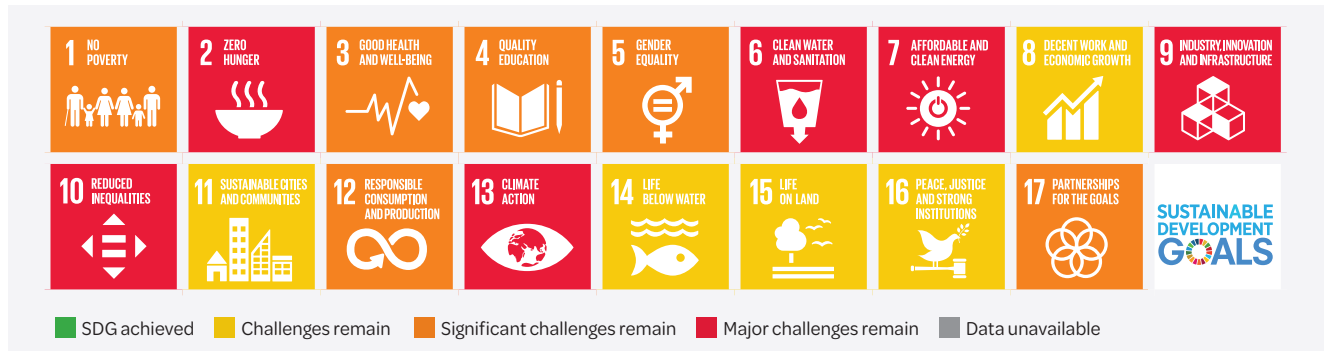 1 NO
POVERTY
2 ZERO
HUNGER
3 GOOD HEALTH
AND WELL-BEING
4 QUALITY
EDUCATION
5 GENDER
EQUALITY
6 CLEAN WATER
AND SANITATION
7 AFFORDABLE AND
CLEAN ENERGY
8 DECENT WORK AND
ECONOMIC GROWTH
9 INDUSTRY, INNOVATION
AND INFRASTRUCTURE
10 REDUCED
INEQUALITIES
11 SUSTAINABLE CITIES
AND COMMUNITIES
12 RESPONSIBLE
CONSUMPTION
AND PRODUCTION
13 CLIMATE
ACTION
14 LIFE
BELOW WATER
15 LIFE
ON LAND
16 PEACE, JUSTICE
AND STRONG
INSTITUTIONS
17 PARTNERSHIPS
FOR THE GOALS
SUSTAINABLE
DEVELOPMENT
GOALS
SDG achieved
Challenges remain
Significant challenges remain
Major challenges remain
Data unavailable